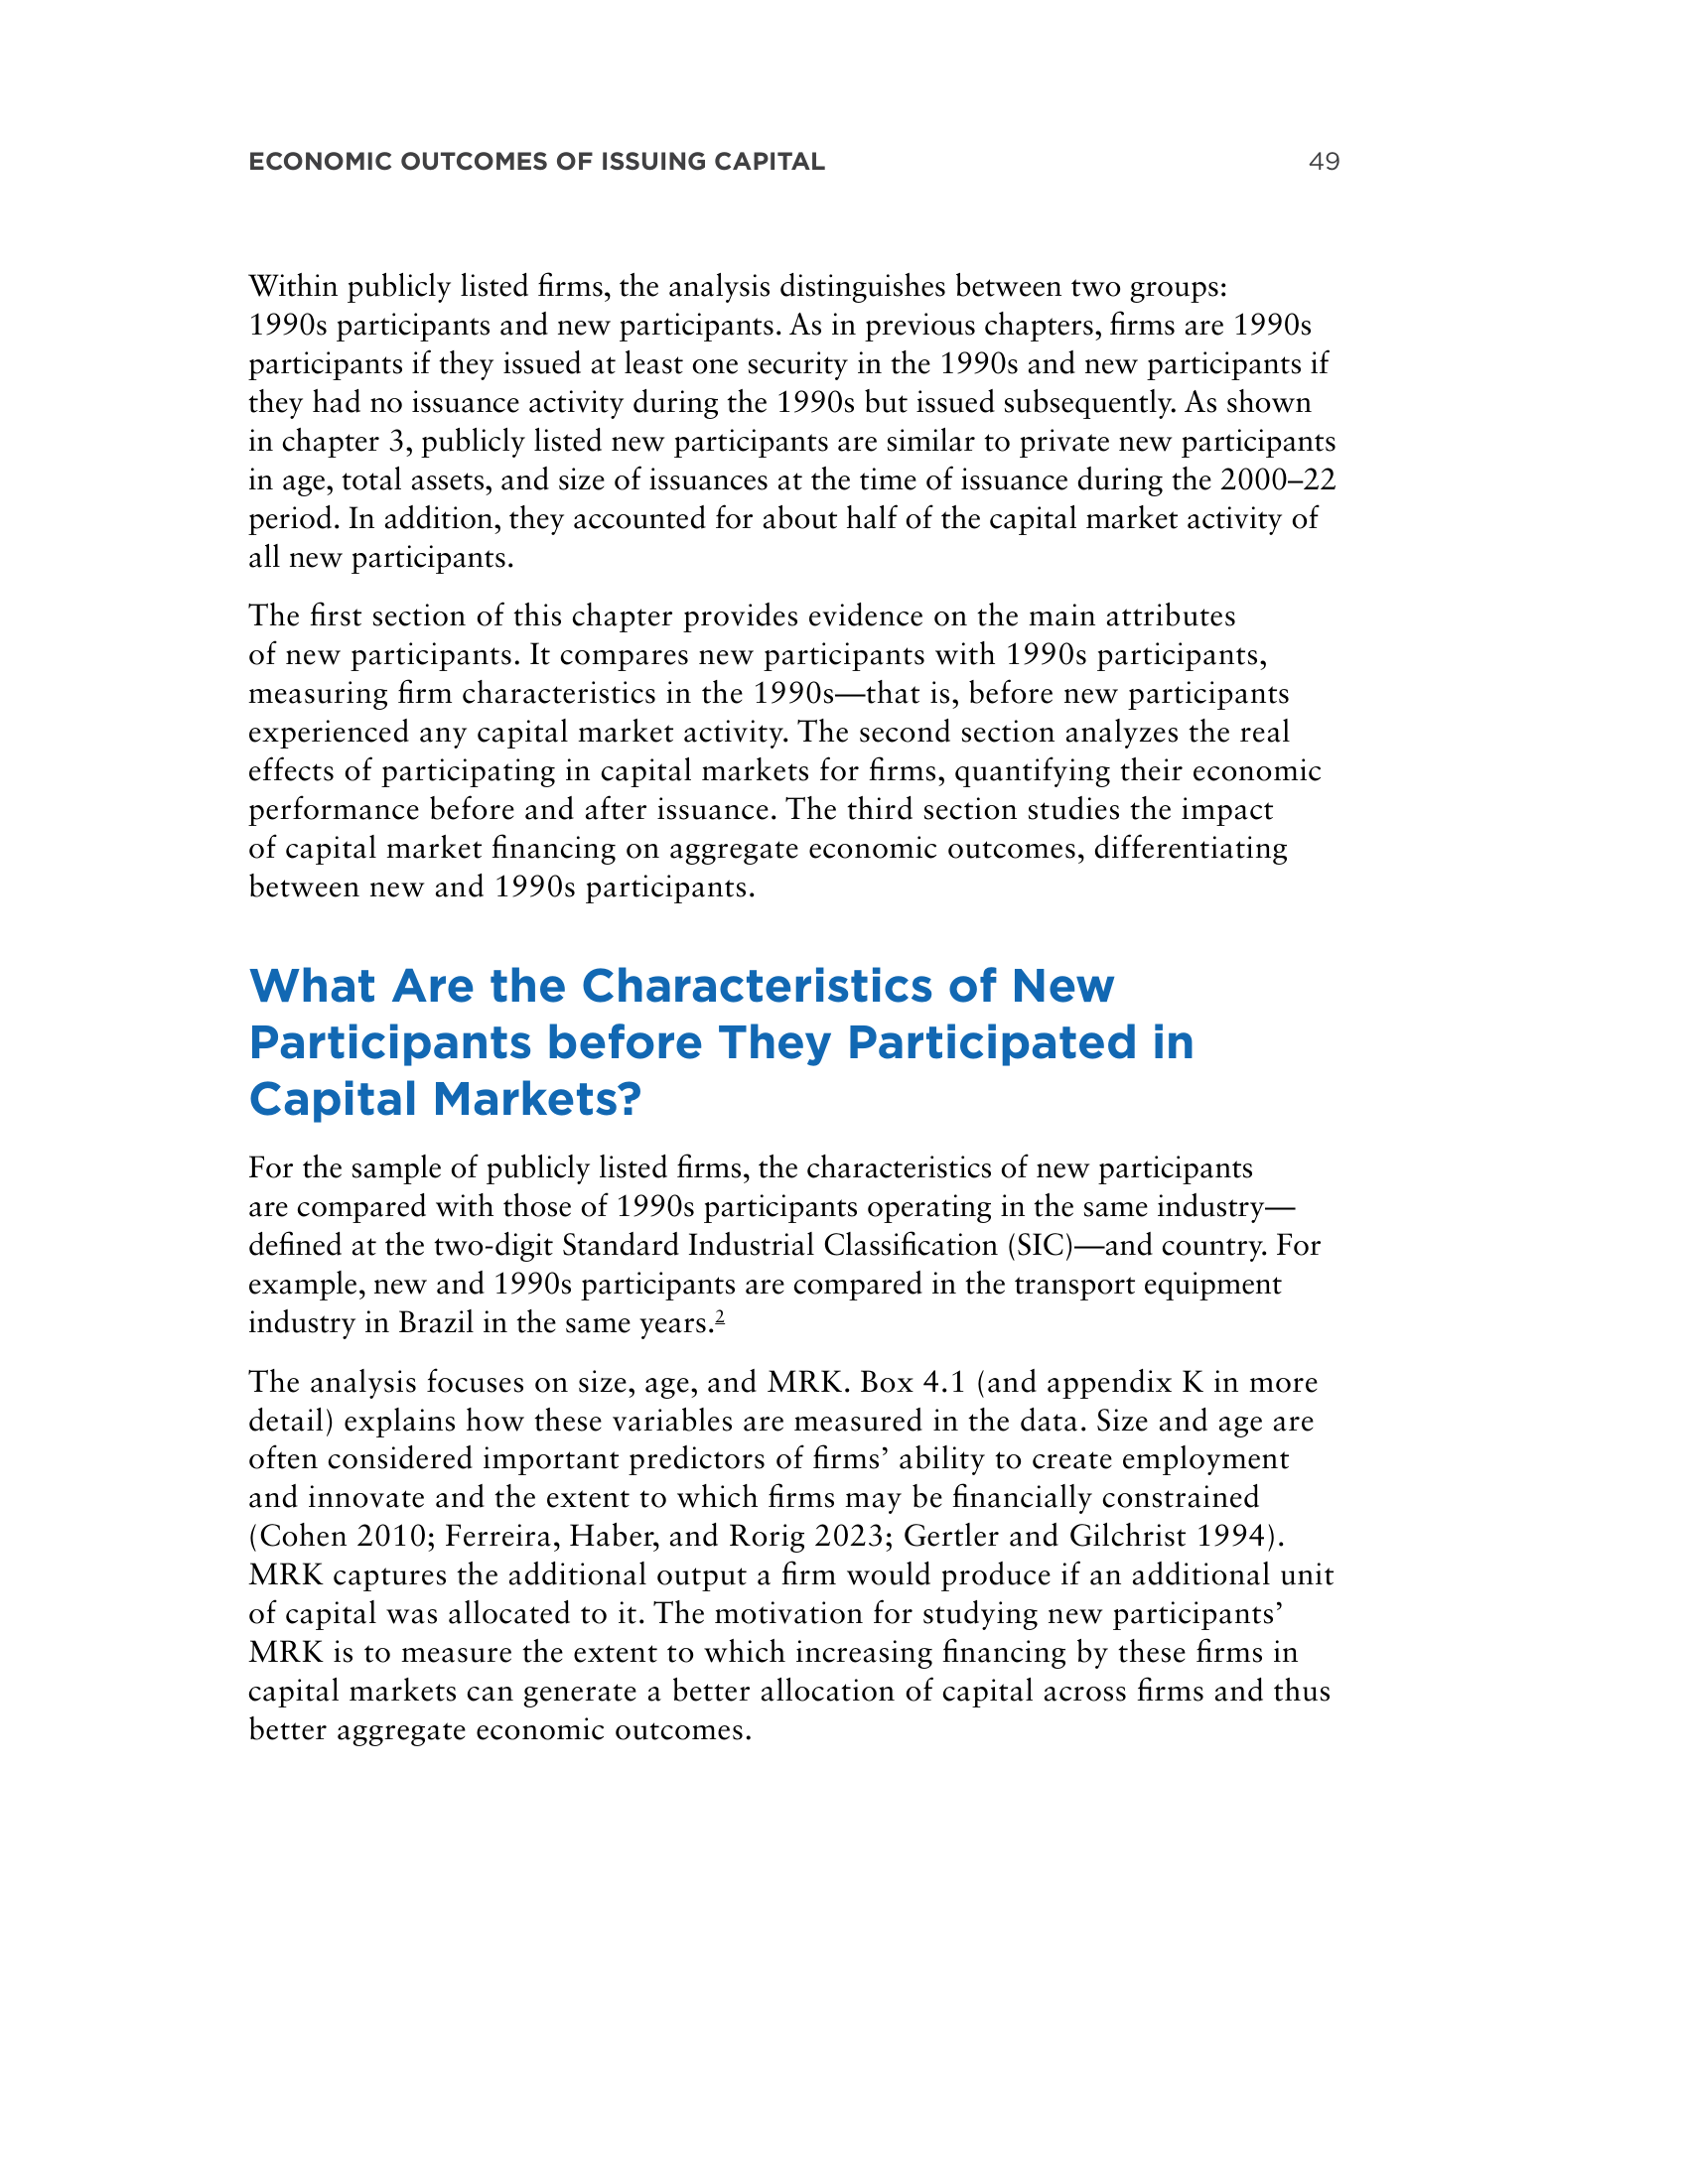 ECONOMIC OUTCOMES OF ISSUING CAPITAL 49
Within publicly listed firms, the analysis distinguishes between two groups:
1990s participants and new participants. As in previous chapters, firms are 1990s
participants if they issued at least one security in the 1990s and new participants if
they had no issuance activity during the 1990s but issued subsequently. As shown
in chapter 3, publicly listed new participants are similar to private new participants
in age, total assets, and size of issuances at the time of issuance during the 2000–22
period. In addition, they accounted for about half of the capital market activity of
all new participants.
The first section of this chapter provides evidence on the main attributes
of new participants. It compares new participants with 1990s participants,
measuring firm characteristics in the 1990s—that is, before new participants
experienced any capital market activity. The second section analyzes the real
effects of participating in capital markets for firms, quantifying their economic
performance before and after issuance. The third section studies the impact
of capital market financing on aggregate economic outcomes, differentiating
between new and 1990s participants.
What Are the Characteristics of New
Participants before They Participated in
Capital Markets?
For the sample of publicly listed firms, the characteristics of new participants
are compared with those of 1990s participants operating in the same industry—
defined at the two-digit Standard Industrial Classification (SIC)—and country. For
example, new and 1990s participants are compared in the transport equipment
industry in Brazil in the same years.2
The analysis focuses on size, age, and MRK. Box 4.1 (and appendix K in more
detail) explains how these variables are measured in the data. Size and age are
often considered important predictors of firms’ ability to create employment
and innovate and the extent to which firms may be financially constrained
(Cohen 2010; Ferreira, Haber, and Rorig 2023; Gertler and Gilchrist 1994).
MRK captures the additional output a firm would produce if an additional unit
of capital was allocated to it. The motivation for studying new participants’
MRK is to measure the extent to which increasing financing by these firms in
capital markets can generate a better allocation of capital across firms and thus
better aggregate economic outcomes.